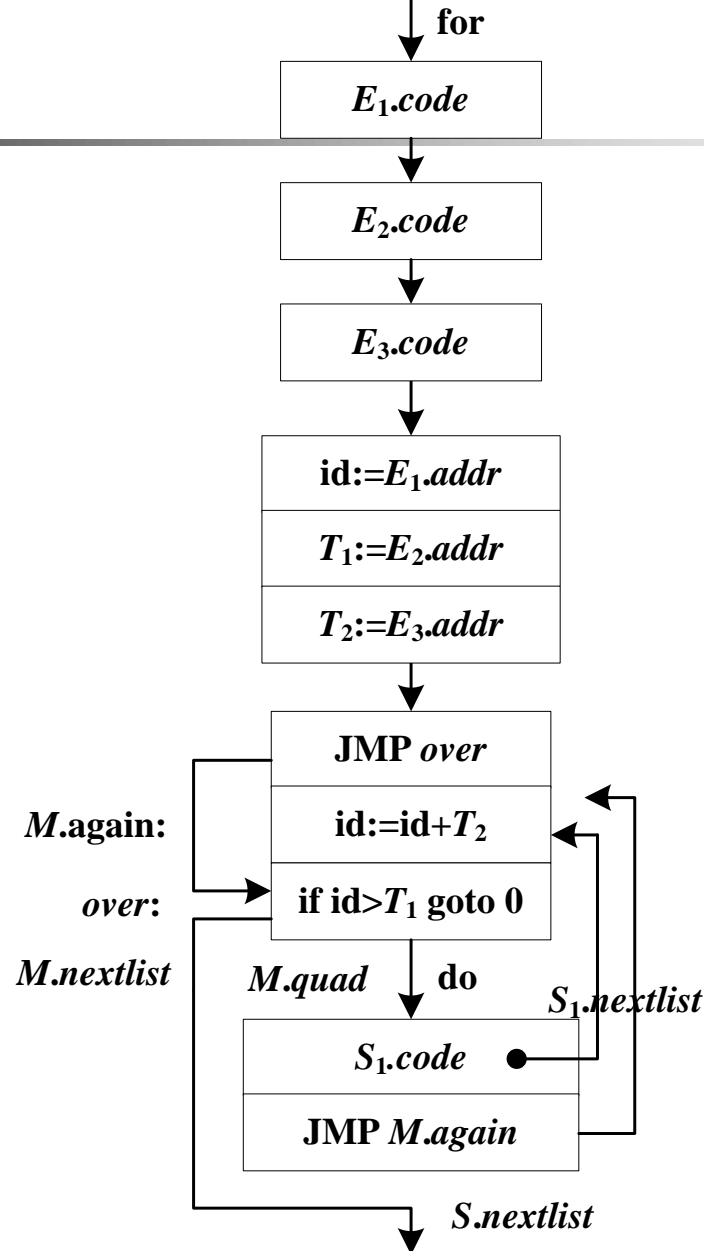 for
E₁.code
E₂.code
E₃.code
id:=E₁.addr
T₁:=E₂.addr
T₂:=E₃.addr
JMP over
M.again:
id:=id+T₂
over:
if id>T₁ goto 0
M.nextlist
M.quad
do
S₁.nextlist
S₁.code
JMP M.again
S.nextlist